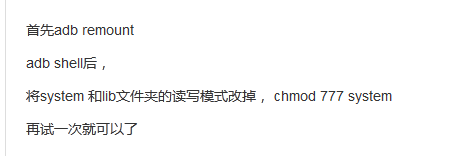 首先adb remount
adb shell后，
将system 和lib文件夹的读写模式改掉， chmod 777 system
再试一次就可以了